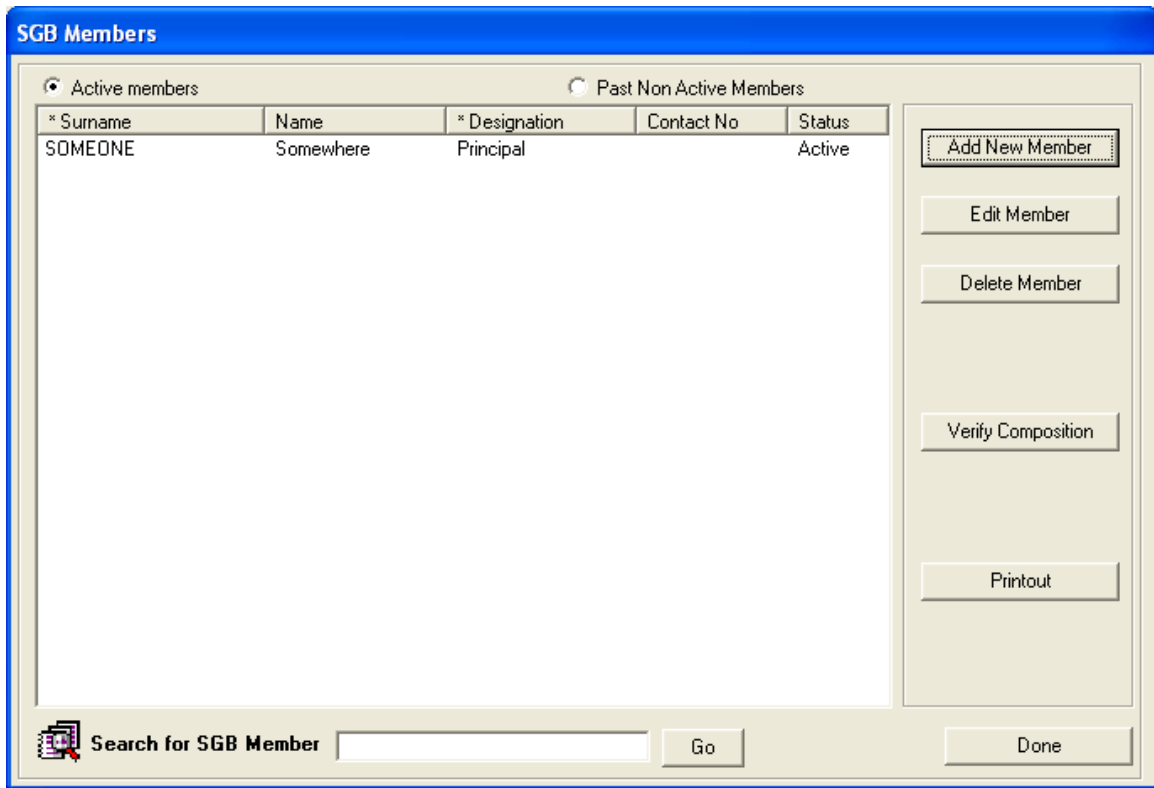 SGB Members
Active members Past Non Active Members
* Surname Name * Designation Contact No Status
SOMEONE Somewhere Principal Active
Add New Member
Edit Member
Delete Member
Verify Composition
Printout
Search for SGB Member Go Done